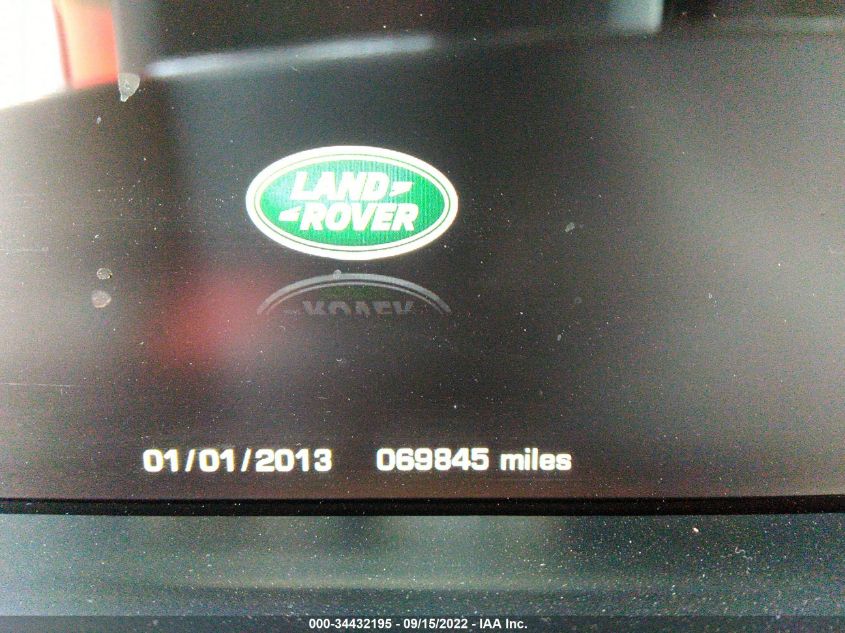 LAND
ROVER
01/01/2013 069845 miles
000-34432195 - 09/15/2022 - IAA Inc.